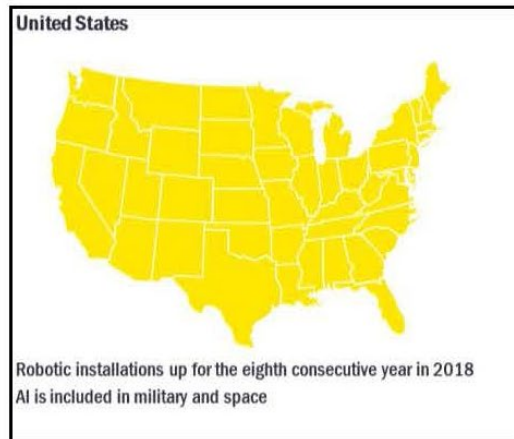 United States
Robotic installations up for the eighth consecutive year in 2018
AI is included in military and space